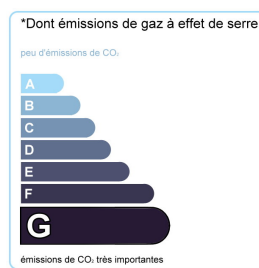 *Dont émissions de gaz à effet de serre
peu d'émissions de CO₂
A
B
C
D
E
F
G
émissions de CO₂ très importantes